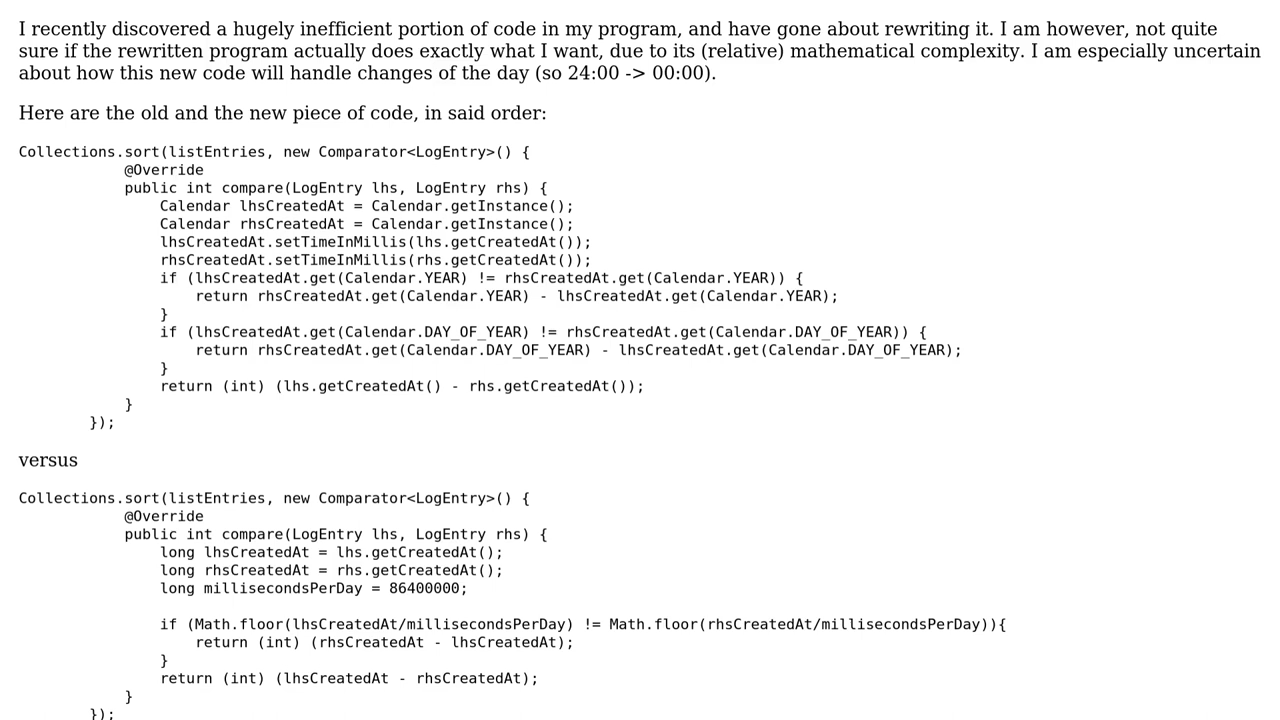 I recently discovered a hugely inefficient portion of code in my program, and have gone about rewriting it. I am however, not quite
sure if the rewritten program actually does exactly what I want, due to its (relative) mathematical complexity. I am especially uncertain
about how this new code will handle changes of the day (so 24:00 -> 00:00).
Here are the old and the new piece of code, in said order:
Collections.sort(listEntries, new Comparator<LogEntry>() {
            @Override
            public int compare(LogEntry lhs, LogEntry rhs) {
                Calendar lhsCreatedAt = Calendar.getInstance();
                Calendar rhsCreatedAt = Calendar.getInstance();
                lhsCreatedAt.setTimeInMillis(lhs.getCreatedAt());
                rhsCreatedAt.setTimeInMillis(rhs.getCreatedAt());
                if (lhsCreatedAt.get(Calendar.YEAR) != rhsCreatedAt.get(Calendar.YEAR)) {
                    return rhsCreatedAt.get(Calendar.YEAR) - lhsCreatedAt.get(Calendar.YEAR);
                }
                if (lhsCreatedAt.get(Calendar.DAY_OF_YEAR) != rhsCreatedAt.get(Calendar.DAY_OF_YEAR)) {
                    return rhsCreatedAt.get(Calendar.DAY_OF_YEAR) - lhsCreatedAt.get(Calendar.DAY_OF_YEAR);
                }
                return (int) (lhs.getCreatedAt() - rhs.getCreatedAt());
            }
        });
versus
Collections.sort(listEntries, new Comparator<LogEntry>() {
            @Override
            public int compare(LogEntry lhs, LogEntry rhs) {
                long lhsCreatedAt = lhs.getCreatedAt();
                long rhsCreatedAt = rhs.getCreatedAt();
                long millisecondsPerDay = 86400000;
                if (Math.floor(lhsCreatedAt/millisecondsPerDay) != Math.floor(rhsCreatedAt/millisecondsPerDay)){
                    return (int) (rhsCreatedAt - lhsCreatedAt);
                }
                return (int) (lhsCreatedAt - rhsCreatedAt);
            }
        });